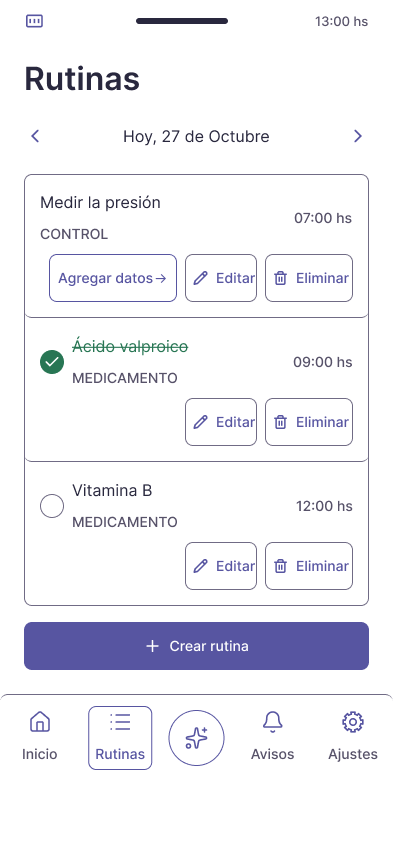 13:00 hs
Rutinas
Hoy, 27 de Octubre
Medir la presión
07:00 hs
CONTROL
Agregar datos→ Editar Eliminar
Ácido valproico
09:00 hs
MEDICAMENTO
Editar Eliminar
Vitamina B
12:00 hs
MEDICAMENTO
Editar Eliminar
+ Crear rutina
Inicio Rutinas Avisos Ajustes